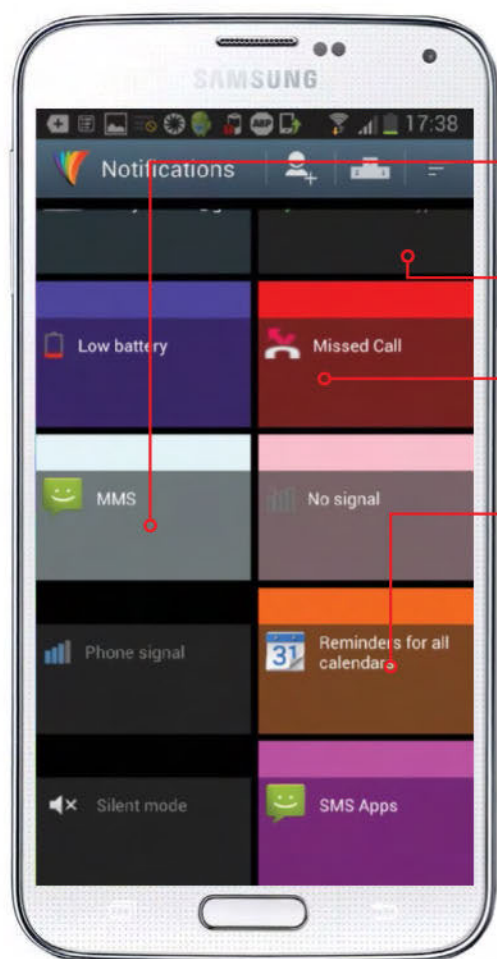 SAMSUNG
17:38
Notifications
Low battery
Missed Call
MMS
No signal
Phone signal
31
Reminders for all
calendars
Silent mode
SMS Apps